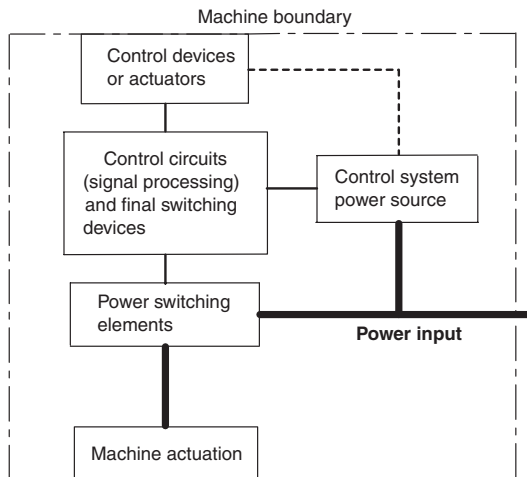 Machine boundary
Control devices
or actuators
Control circuits
(signal processing)
and final switching
devices
Control system
power source
Power switching
elements
Power input
Machine actuation